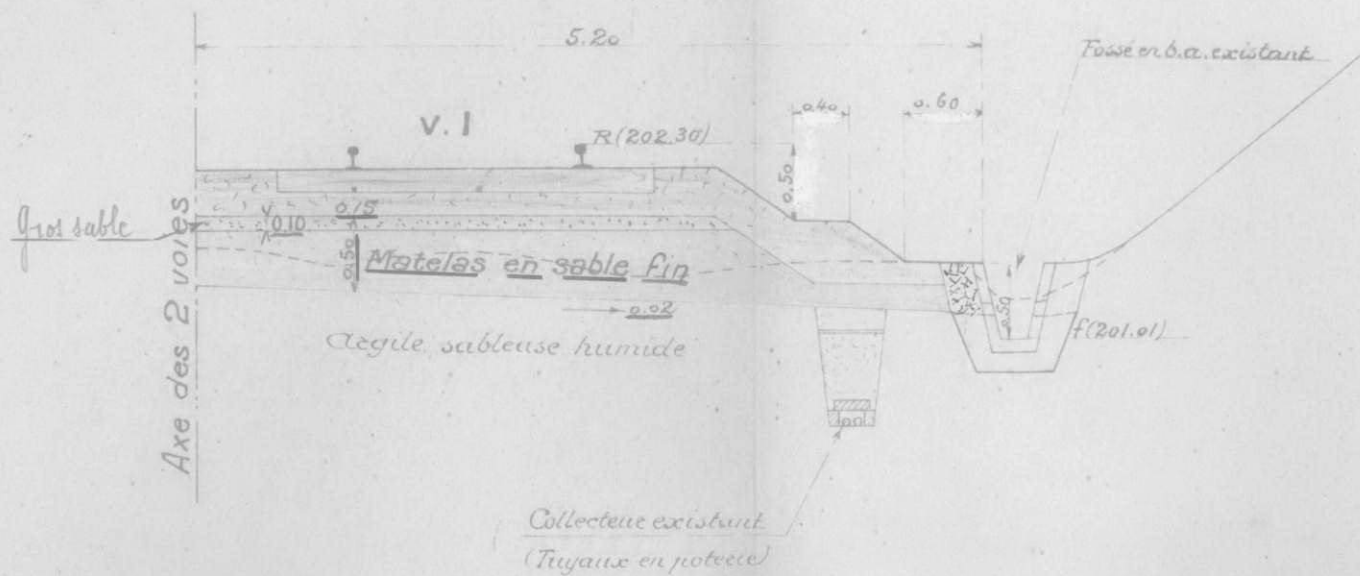 5.20
Fossé en b.a. existant
0.40
0.60
V. 1
R(202.30)
0.50
Gros sable
0.15
0.10
0.50
Matelas en sable fin
0.02
Argile sableuse humide
0.50
f(201.01)
Axe des 2 voies
Collecteur existant
(Tuyaux en poterie)